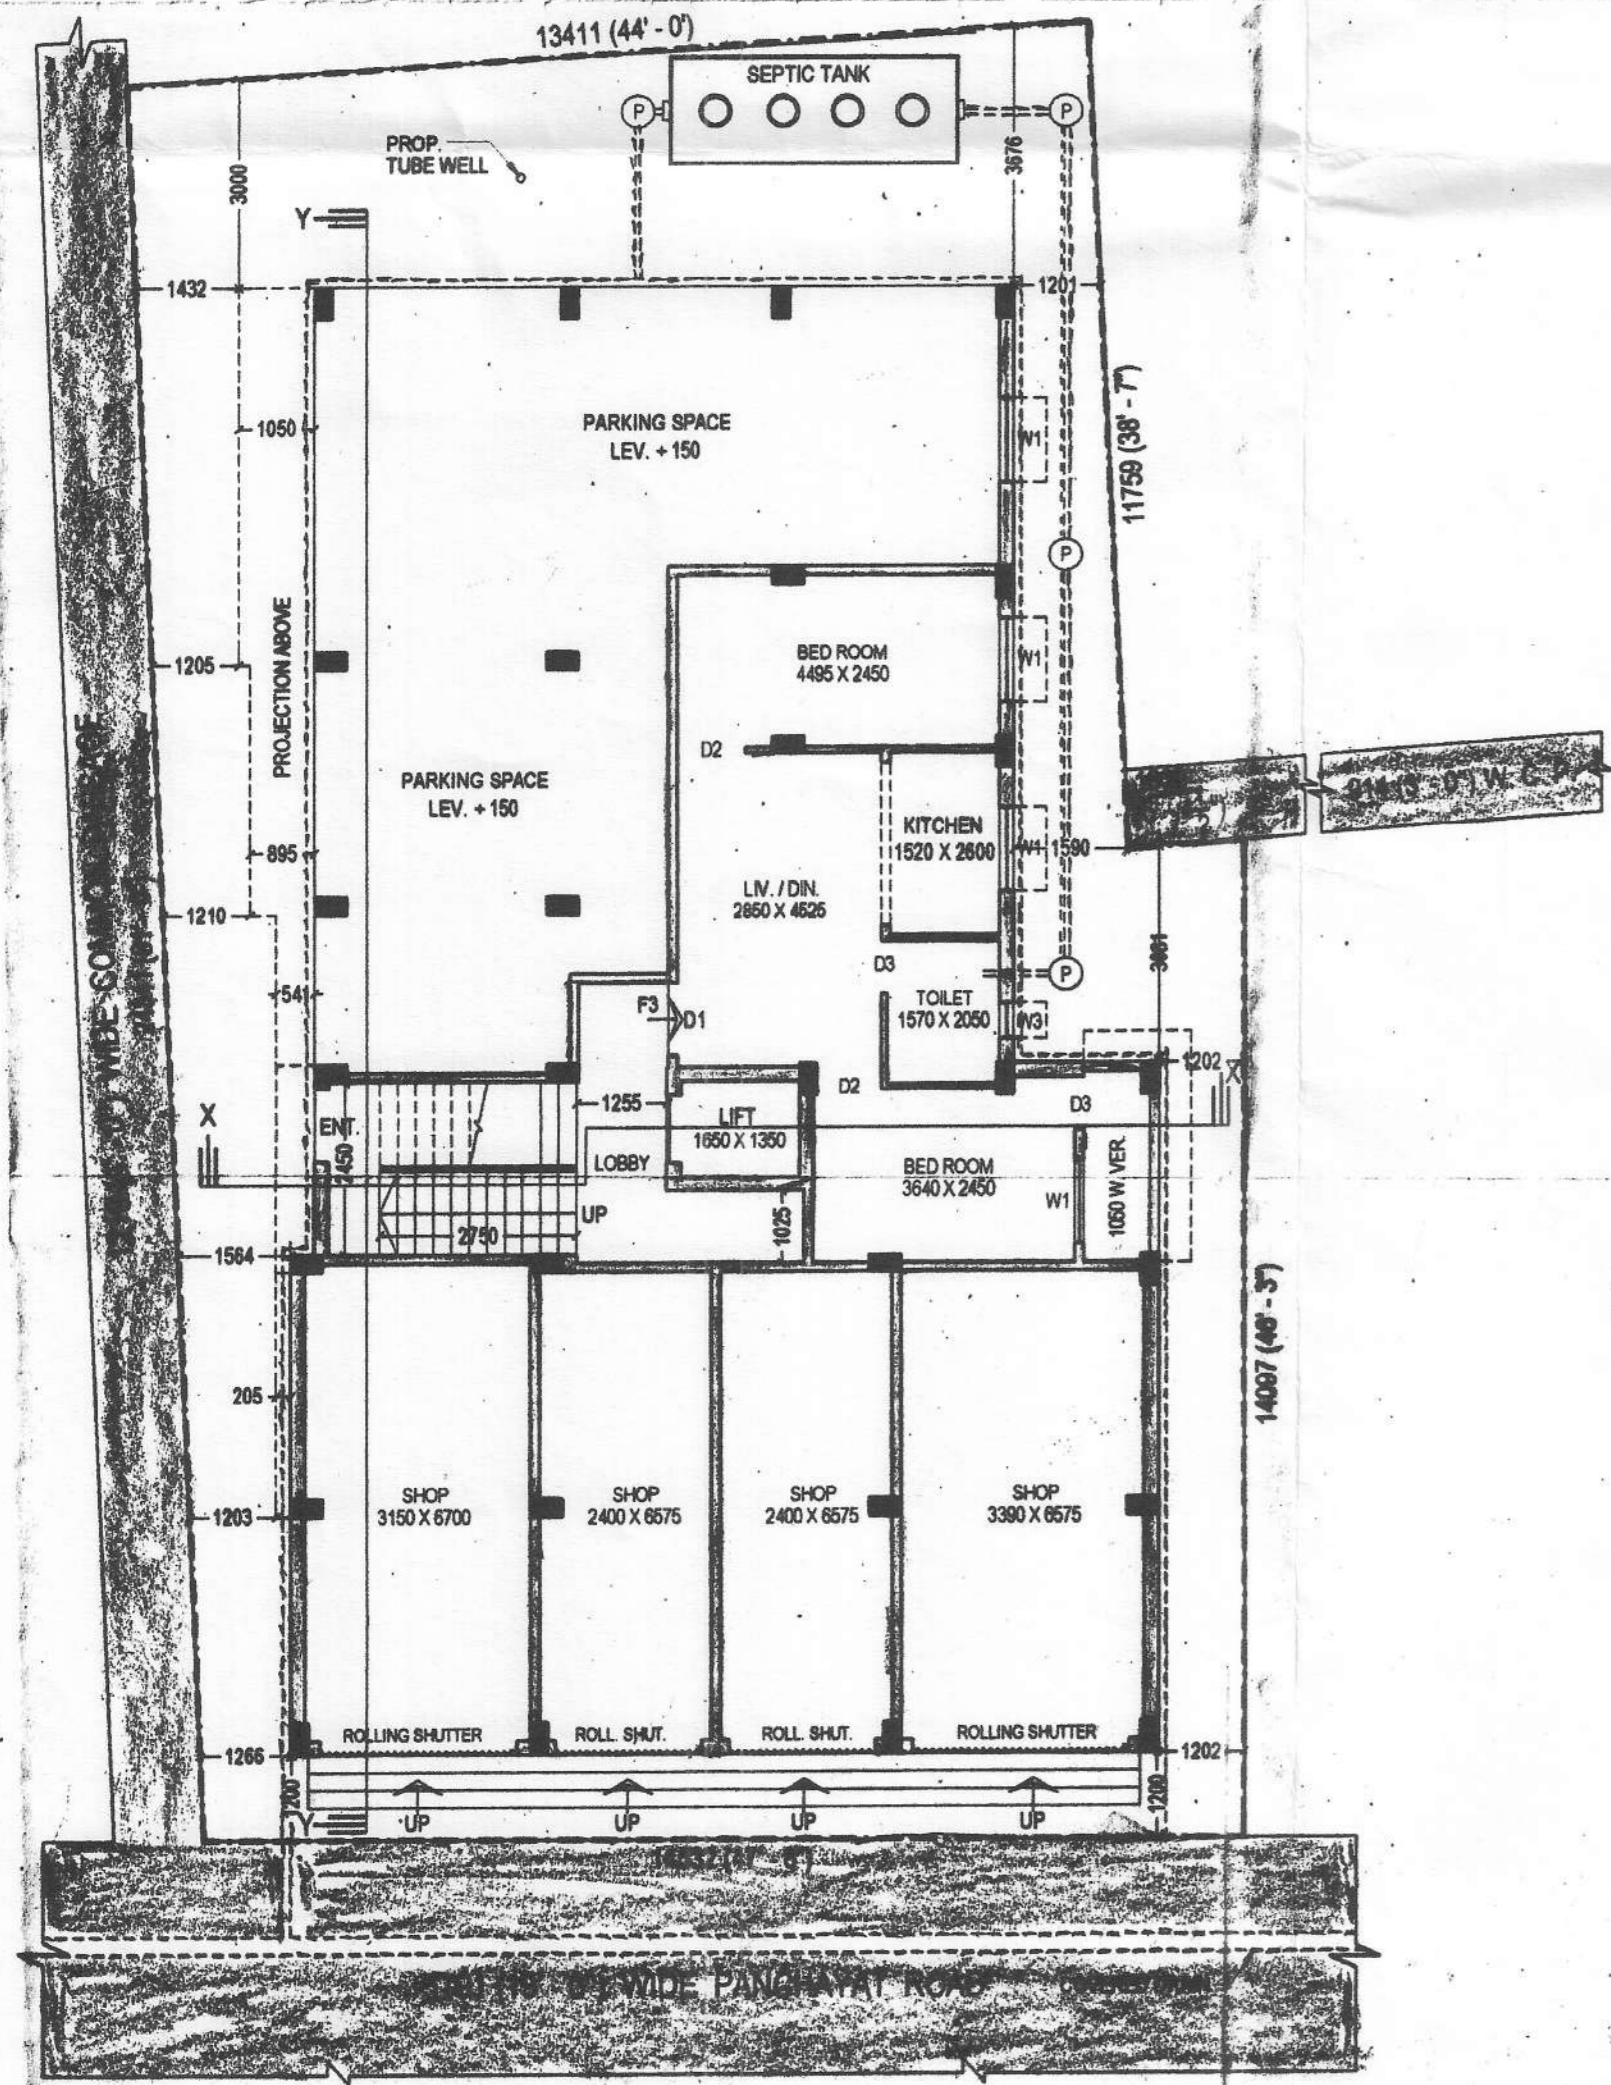 13411 (44' - 0')
SEPTIC TANK
P
P
PROP.
TUBE WELL
3000
3676
Y
1432
1201
1050
PARKING SPACE
LEV. + 150
W1
11759 (38' - 7")
P
PROJECTION ABOVE
1205
BED ROOM
4495 X 2450
W1
D2
PARKING SPACE
LEV. + 150
KITCHEN
1520 X 2600
W1
1590
895
LIV. / DIN.
2850 X 4525
1210
D3
P
541
TOILET
1570 X 2050
W3
F3
D1
1202
X
D2
1255
D3
X
ENT.
LIFT
1650 X 1350
LOBBY
BED ROOM
3640 X 2450
W1
1050 W. VER.
UP
2750
1025
1564
14097 (46' - 3")
205
SHOP
3150 X 6700
SHOP
2400 X 6575
SHOP
2400 X 6575
SHOP
3390 X 6575
1203
ROLLING SHUTTER
ROLL. SHUT.
ROLL. SHUT.
ROLLING SHUTTER
1266
1202
1200
1200
Y
UP
UP
UP
UP
WIDE PANCHAYAT ROAD